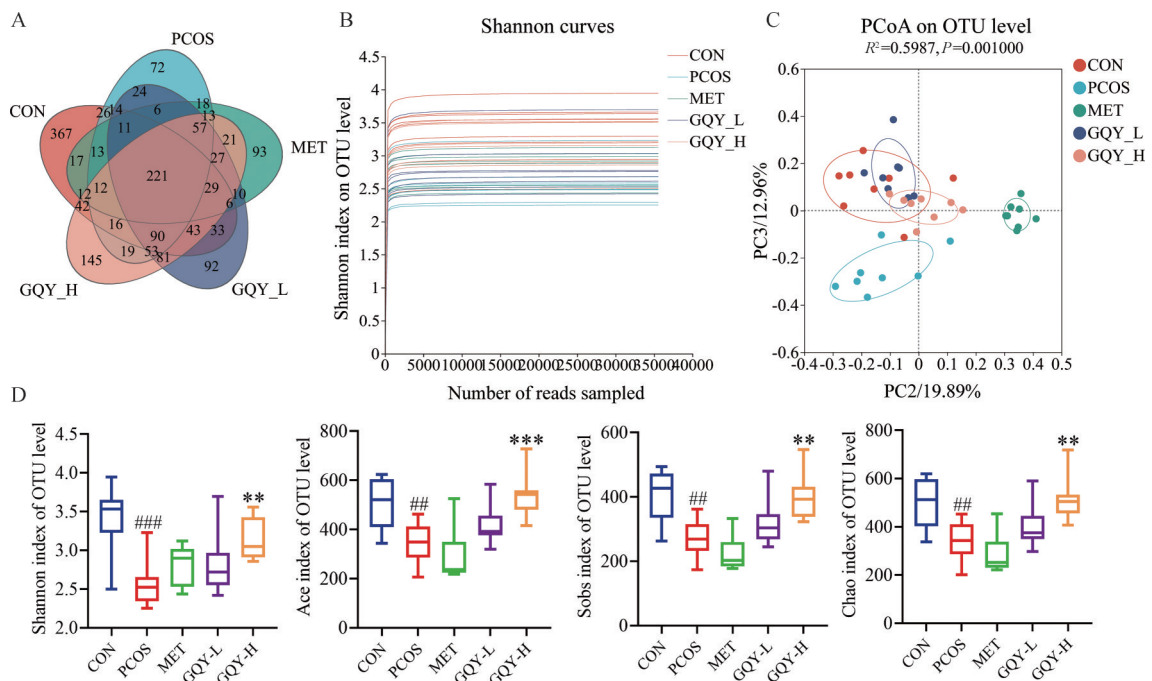 A
PCOS
CON
MET
GQY_H
GQY_L
72
24
26
14
6
18
13
367
11
57
21
93
17
13
27
221
12
12
29
10
42
6
16
90
43
33
19
53
81
145
92
B
Shannon curves
CON
PCOS
MET
GQY_L
GQY_H
Shannon index on OTU level
4.5
4
3.5
3
2.5
2
1.5
1
0.5
0
0 5000 10000 15000 20000 25000 30000 35000 40000
Number of reads sampled
C
PCoA on OTU level
R²=0.5987, P=0.001000
CON
PCOS
MET
GQY_L
GQY_H
PC3/12.96%
0.6
0.4
0.2
0
-0.2
-0.4
-0.6
-0.4 -0.3 -0.2 -0.1 0 0.1 0.2 0.3 0.4 0.5
PC2/19.89%
D
Shannon index of OTU level
4.5
4.0
3.5
3.0
2.5
2.0
###
**
CON PCOS MET GQY-L GQY-H
Ace index of OTU level
800
600
400
200
0
##
***
CON PCOS MET GQY-L GQY-H
Sobs index of OTU level
600
400
200
0
##
**
CON PCOS MET GQY-L GQY-H
Chao index of OTU level
800
600
400
200
0
##
**
CON PCOS MET GQY-L GQY-H